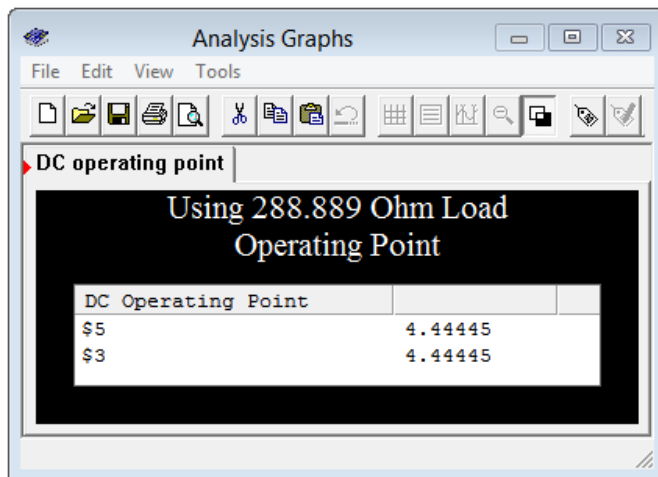 Analysis Graphs
File Edit View Tools
DC operating point
Using 288.889 Ohm Load
Operating Point
DC Operating Point
$5 4.44445
$3 4.44445